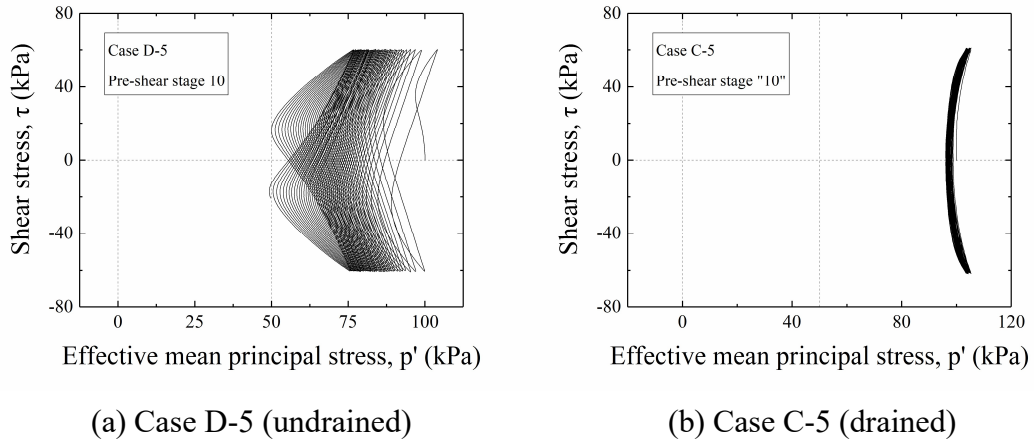 80
40
0
-40
-80
Shear stress, τ (kPa)
Case D-5
Pre-shear stage 10
0
25
50
75
100
Effective mean principal stress, p' (kPa)
(a) Case D-5 (undrained)
80
40
0
-40
-80
Shear stress, τ (kPa)
Case C-5
Pre-shear stage "10"
0
40
80
120
Effective mean principal stress, p' (kPa)
(b) Case C-5 (drained)